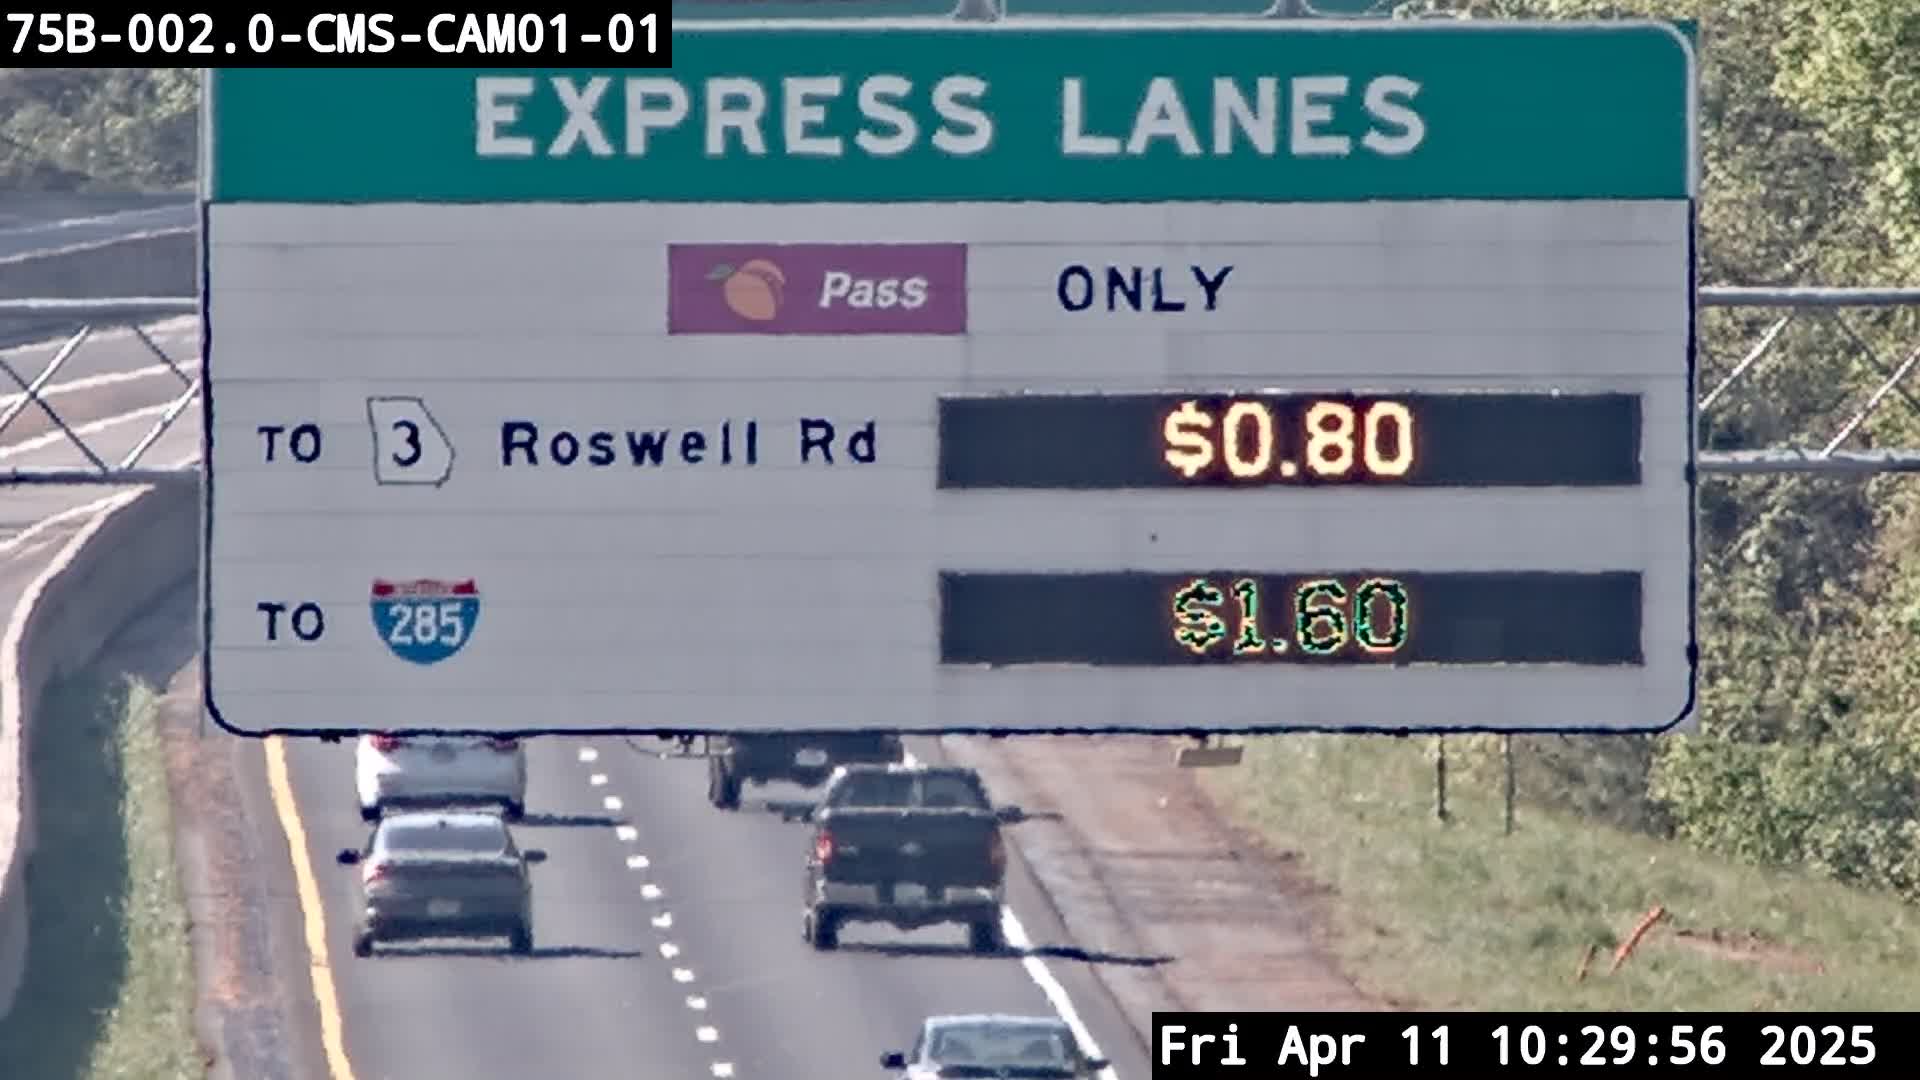 75B-002.0-CMS-CAM01-01
EXPRESS LANES
Pass ONLY
TO 3 Roswell Rd $0.80
TO 285 $1.60
Fri Apr 11 10:29:56 2025